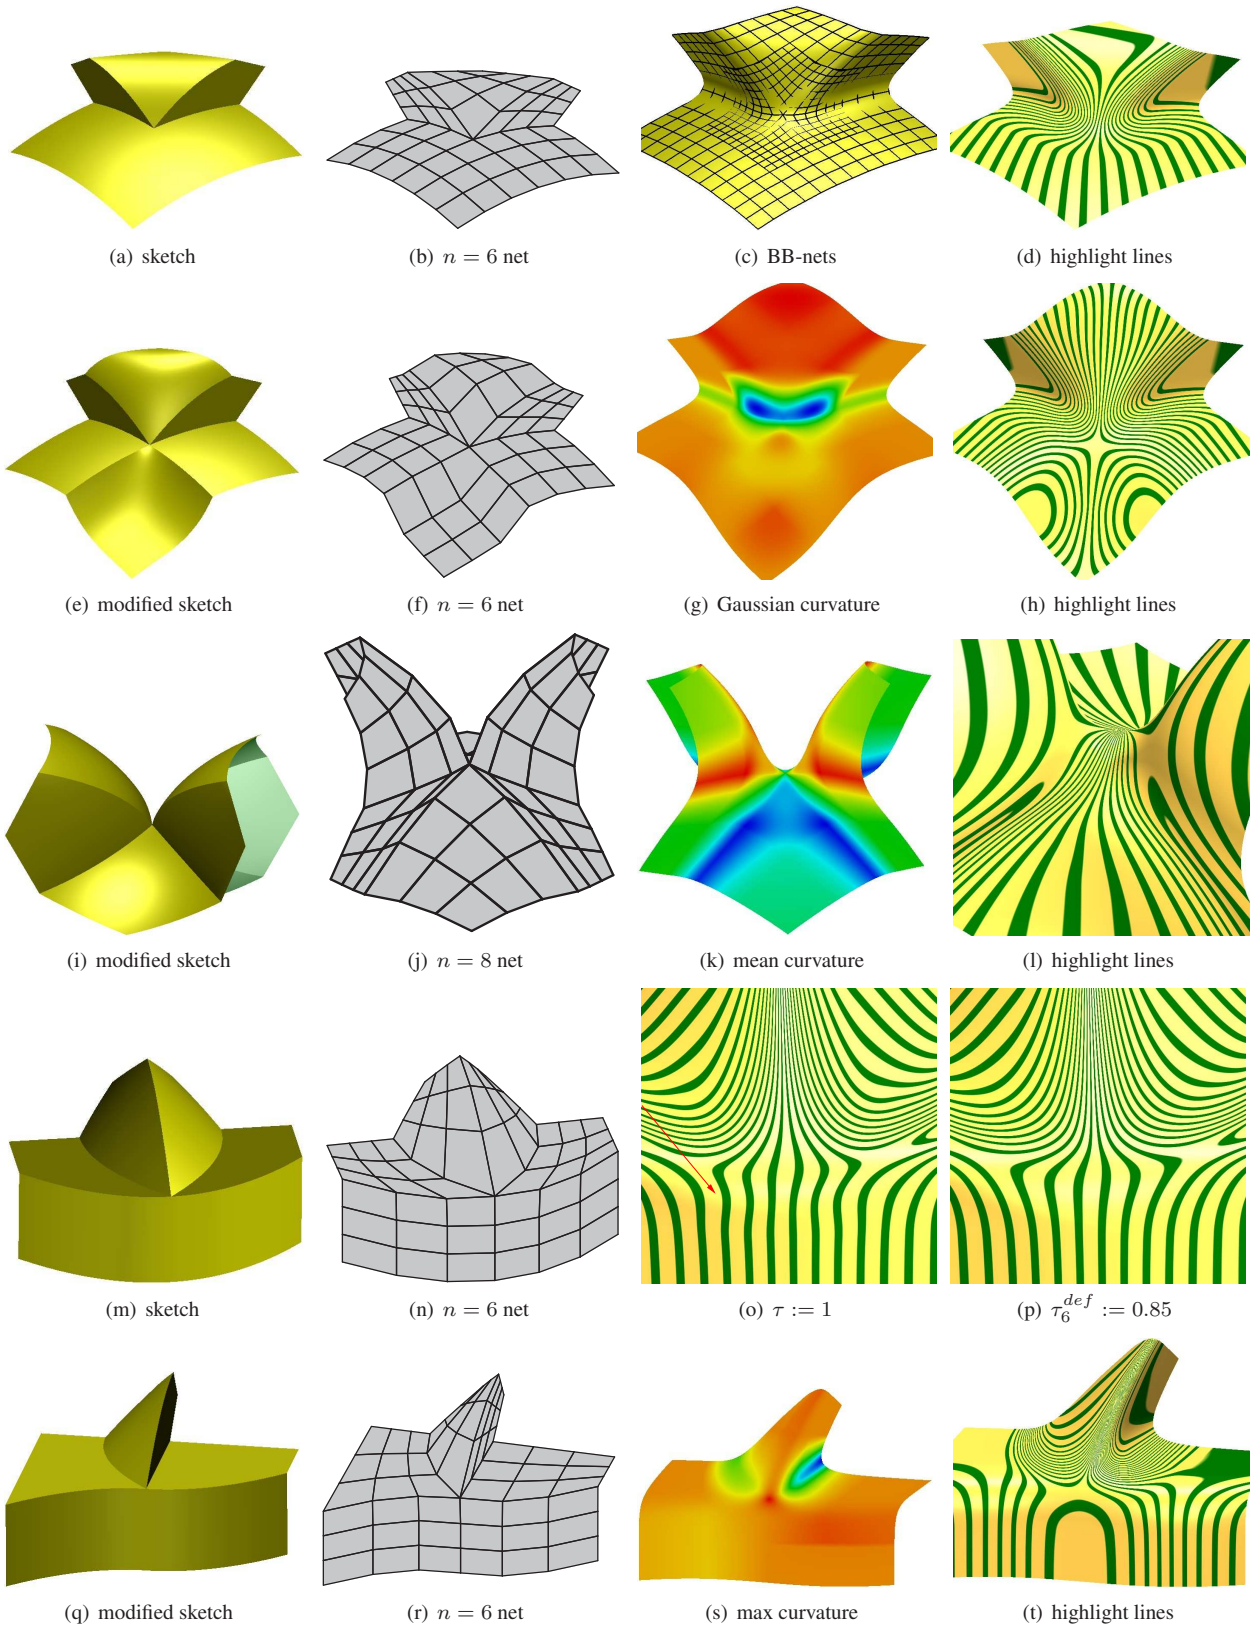 (a) sketch
(b) n = 6 net
(c) BB-nets
(d) highlight lines
(e) modified sketch
(f) n = 6 net
(g) Gaussian curvature
(h) highlight lines
(i) modified sketch
(j) n = 8 net
(k) mean curvature
(l) highlight lines
(m) sketch
(n) n = 6 net
(o) τ := 1
(p) τ₆ᵈᵉᶠ := 0.85
(q) modified sketch
(r) n = 6 net
(s) max curvature
(t) highlight lines